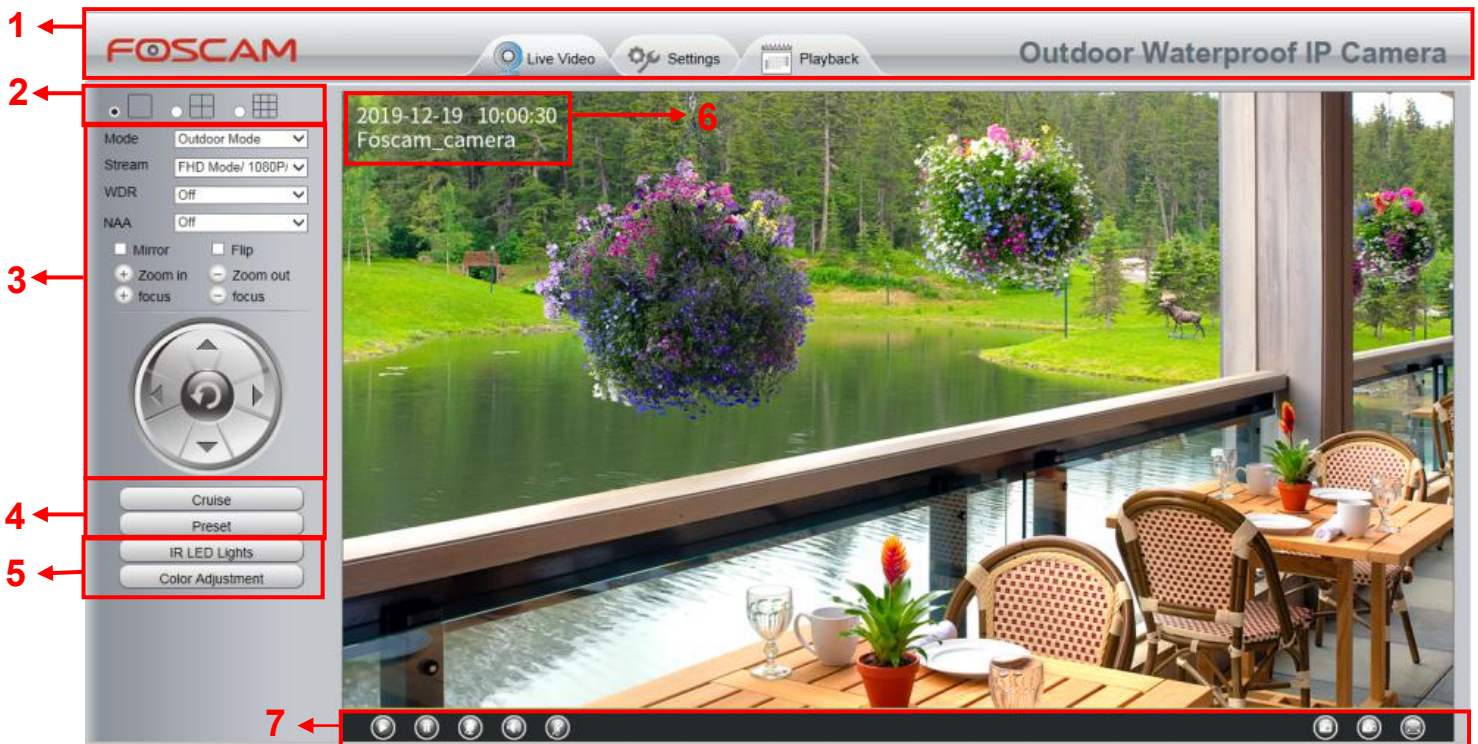 1
FOSCAM
Live Video
Settings
Playback
Outdoor Waterproof IP Camera
2
6
2019-12-19 10:00:30
Foscam_camera
3
Mode
Outdoor Mode
Stream
FHD Mode/ 1080P/
WDR
Off
NAA
Off
Mirror
Flip
+ Zoom in
- Zoom out
+ focus
- focus
4
Cruise
Preset
5
IR LED Lights
Color Adjustment
7